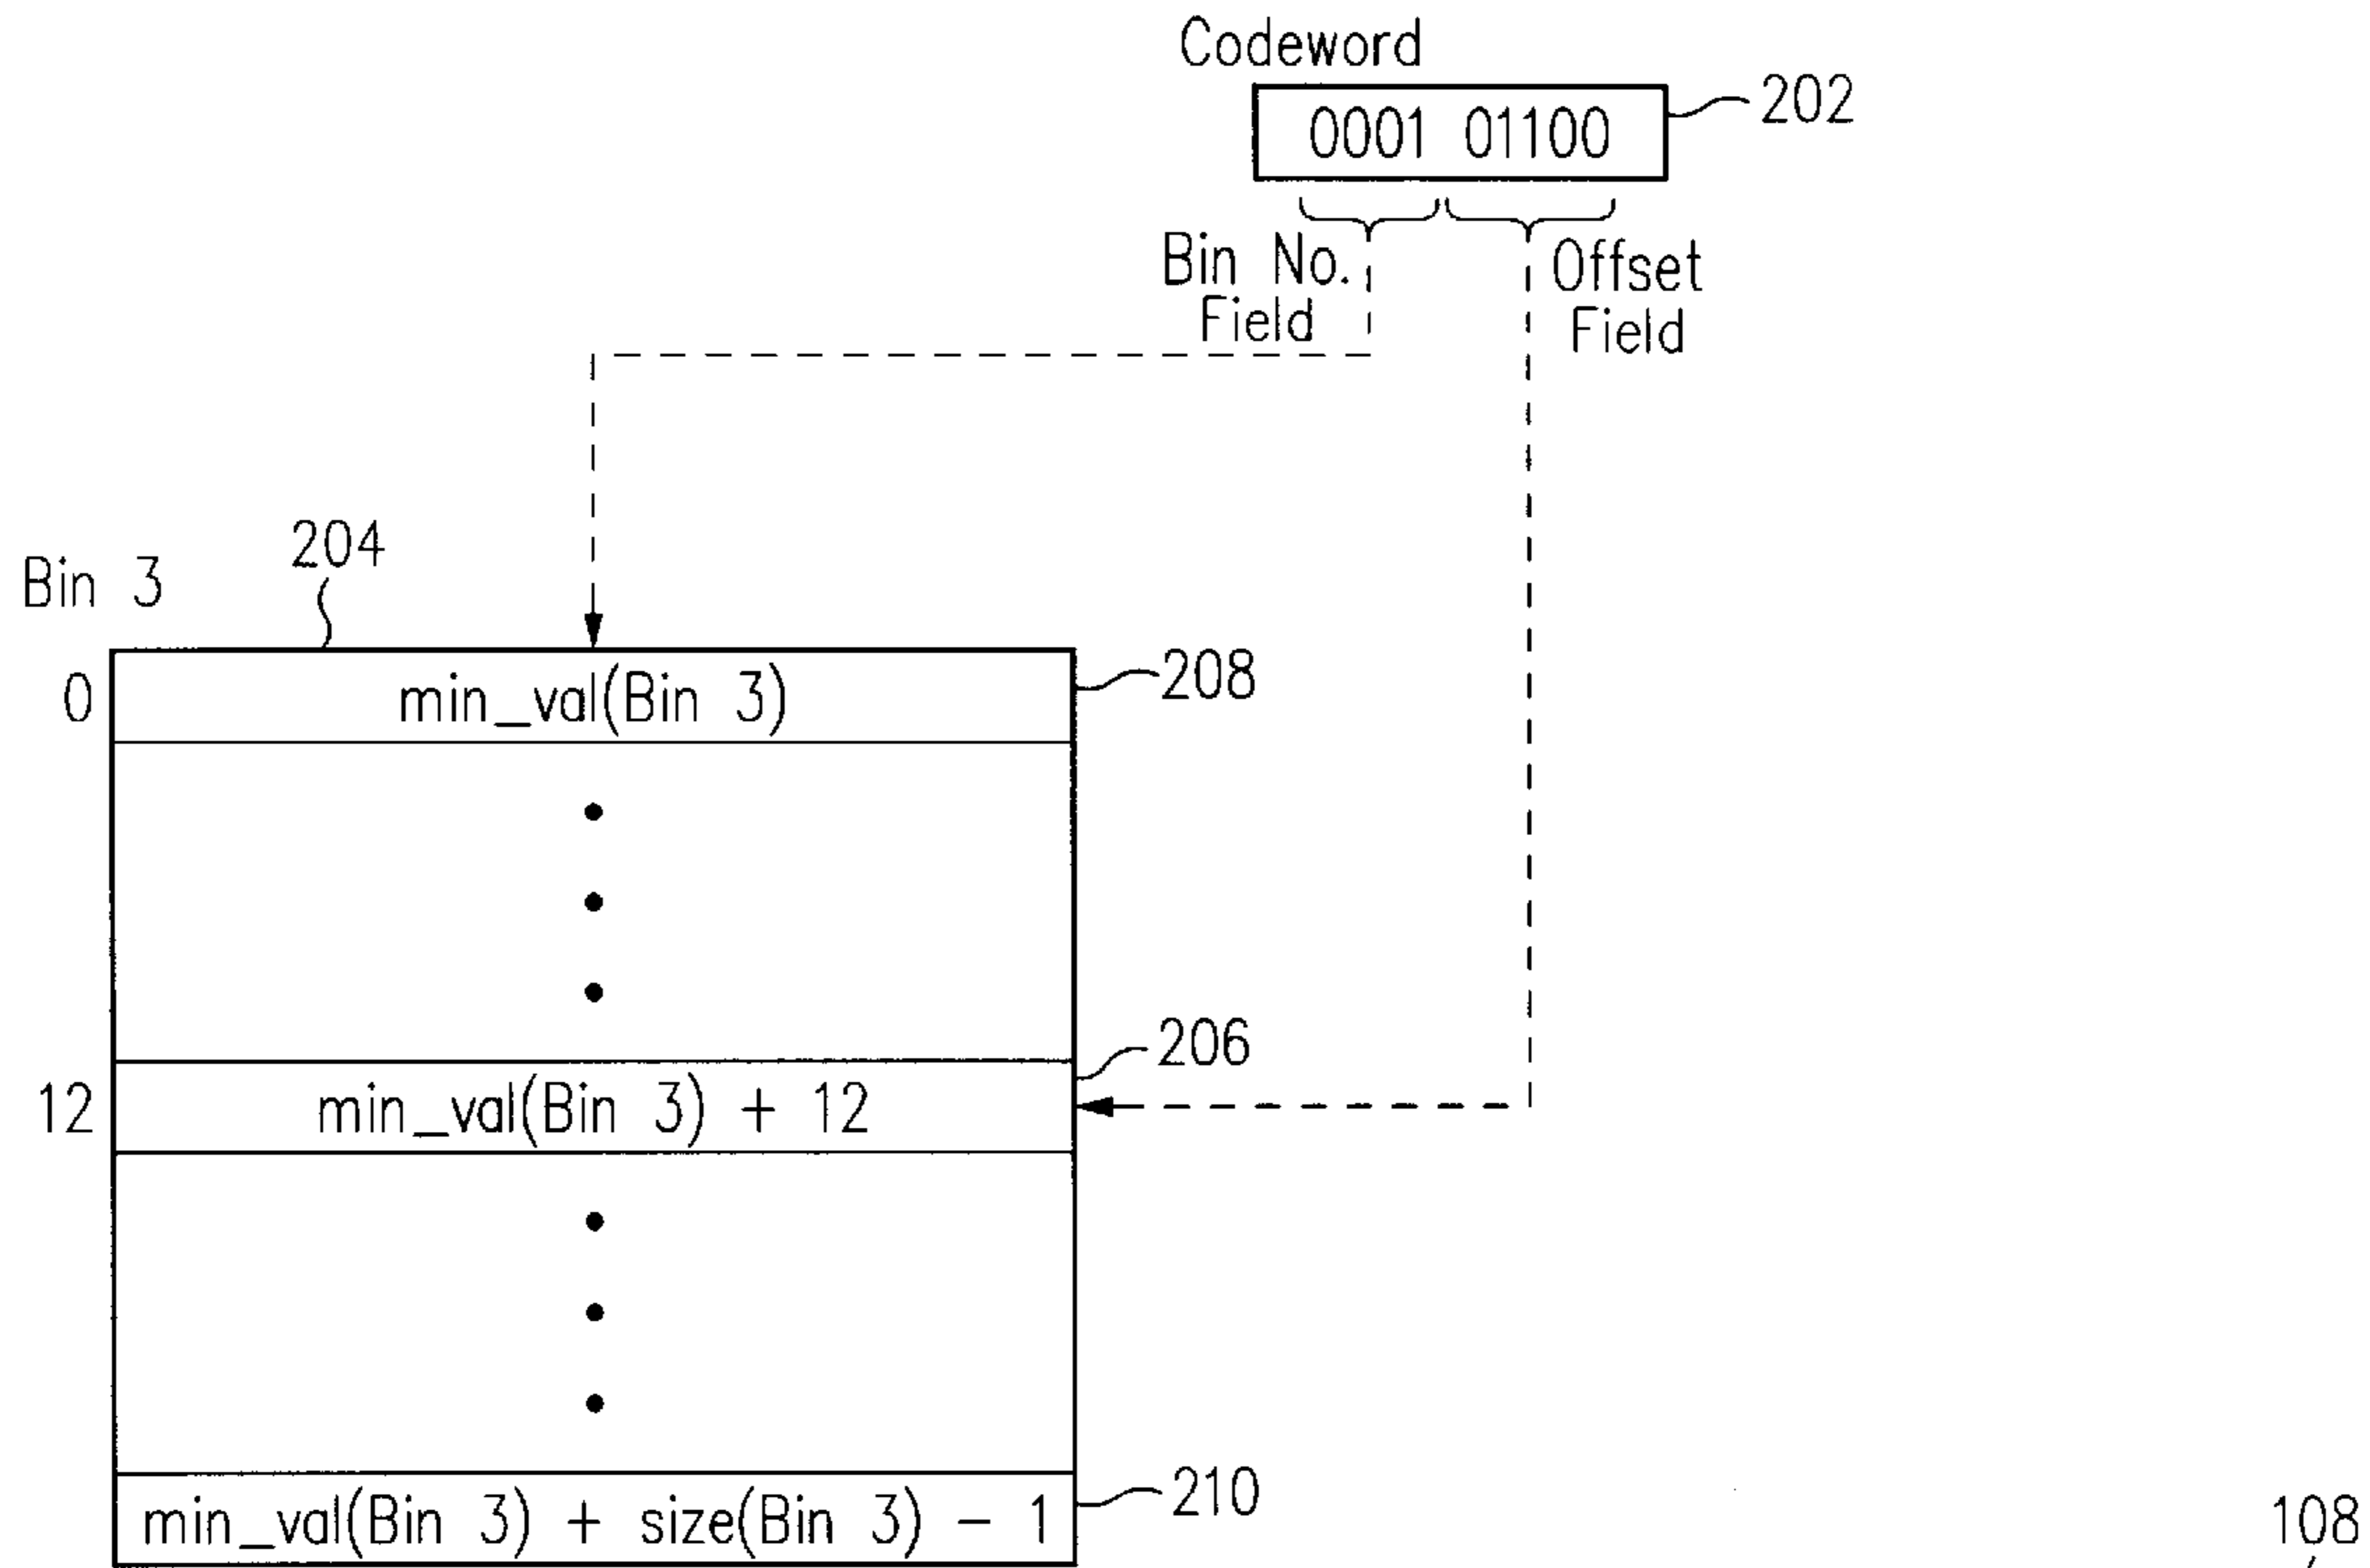 Codeword
0001 01100
202
Bin No.
Field
Offset
Field
204
Bin 3
0
min_val(Bin 3)
208
206
12
min_val(Bin 3) + 12
min_val(Bin 3) + size(Bin 3) - 1
210
108